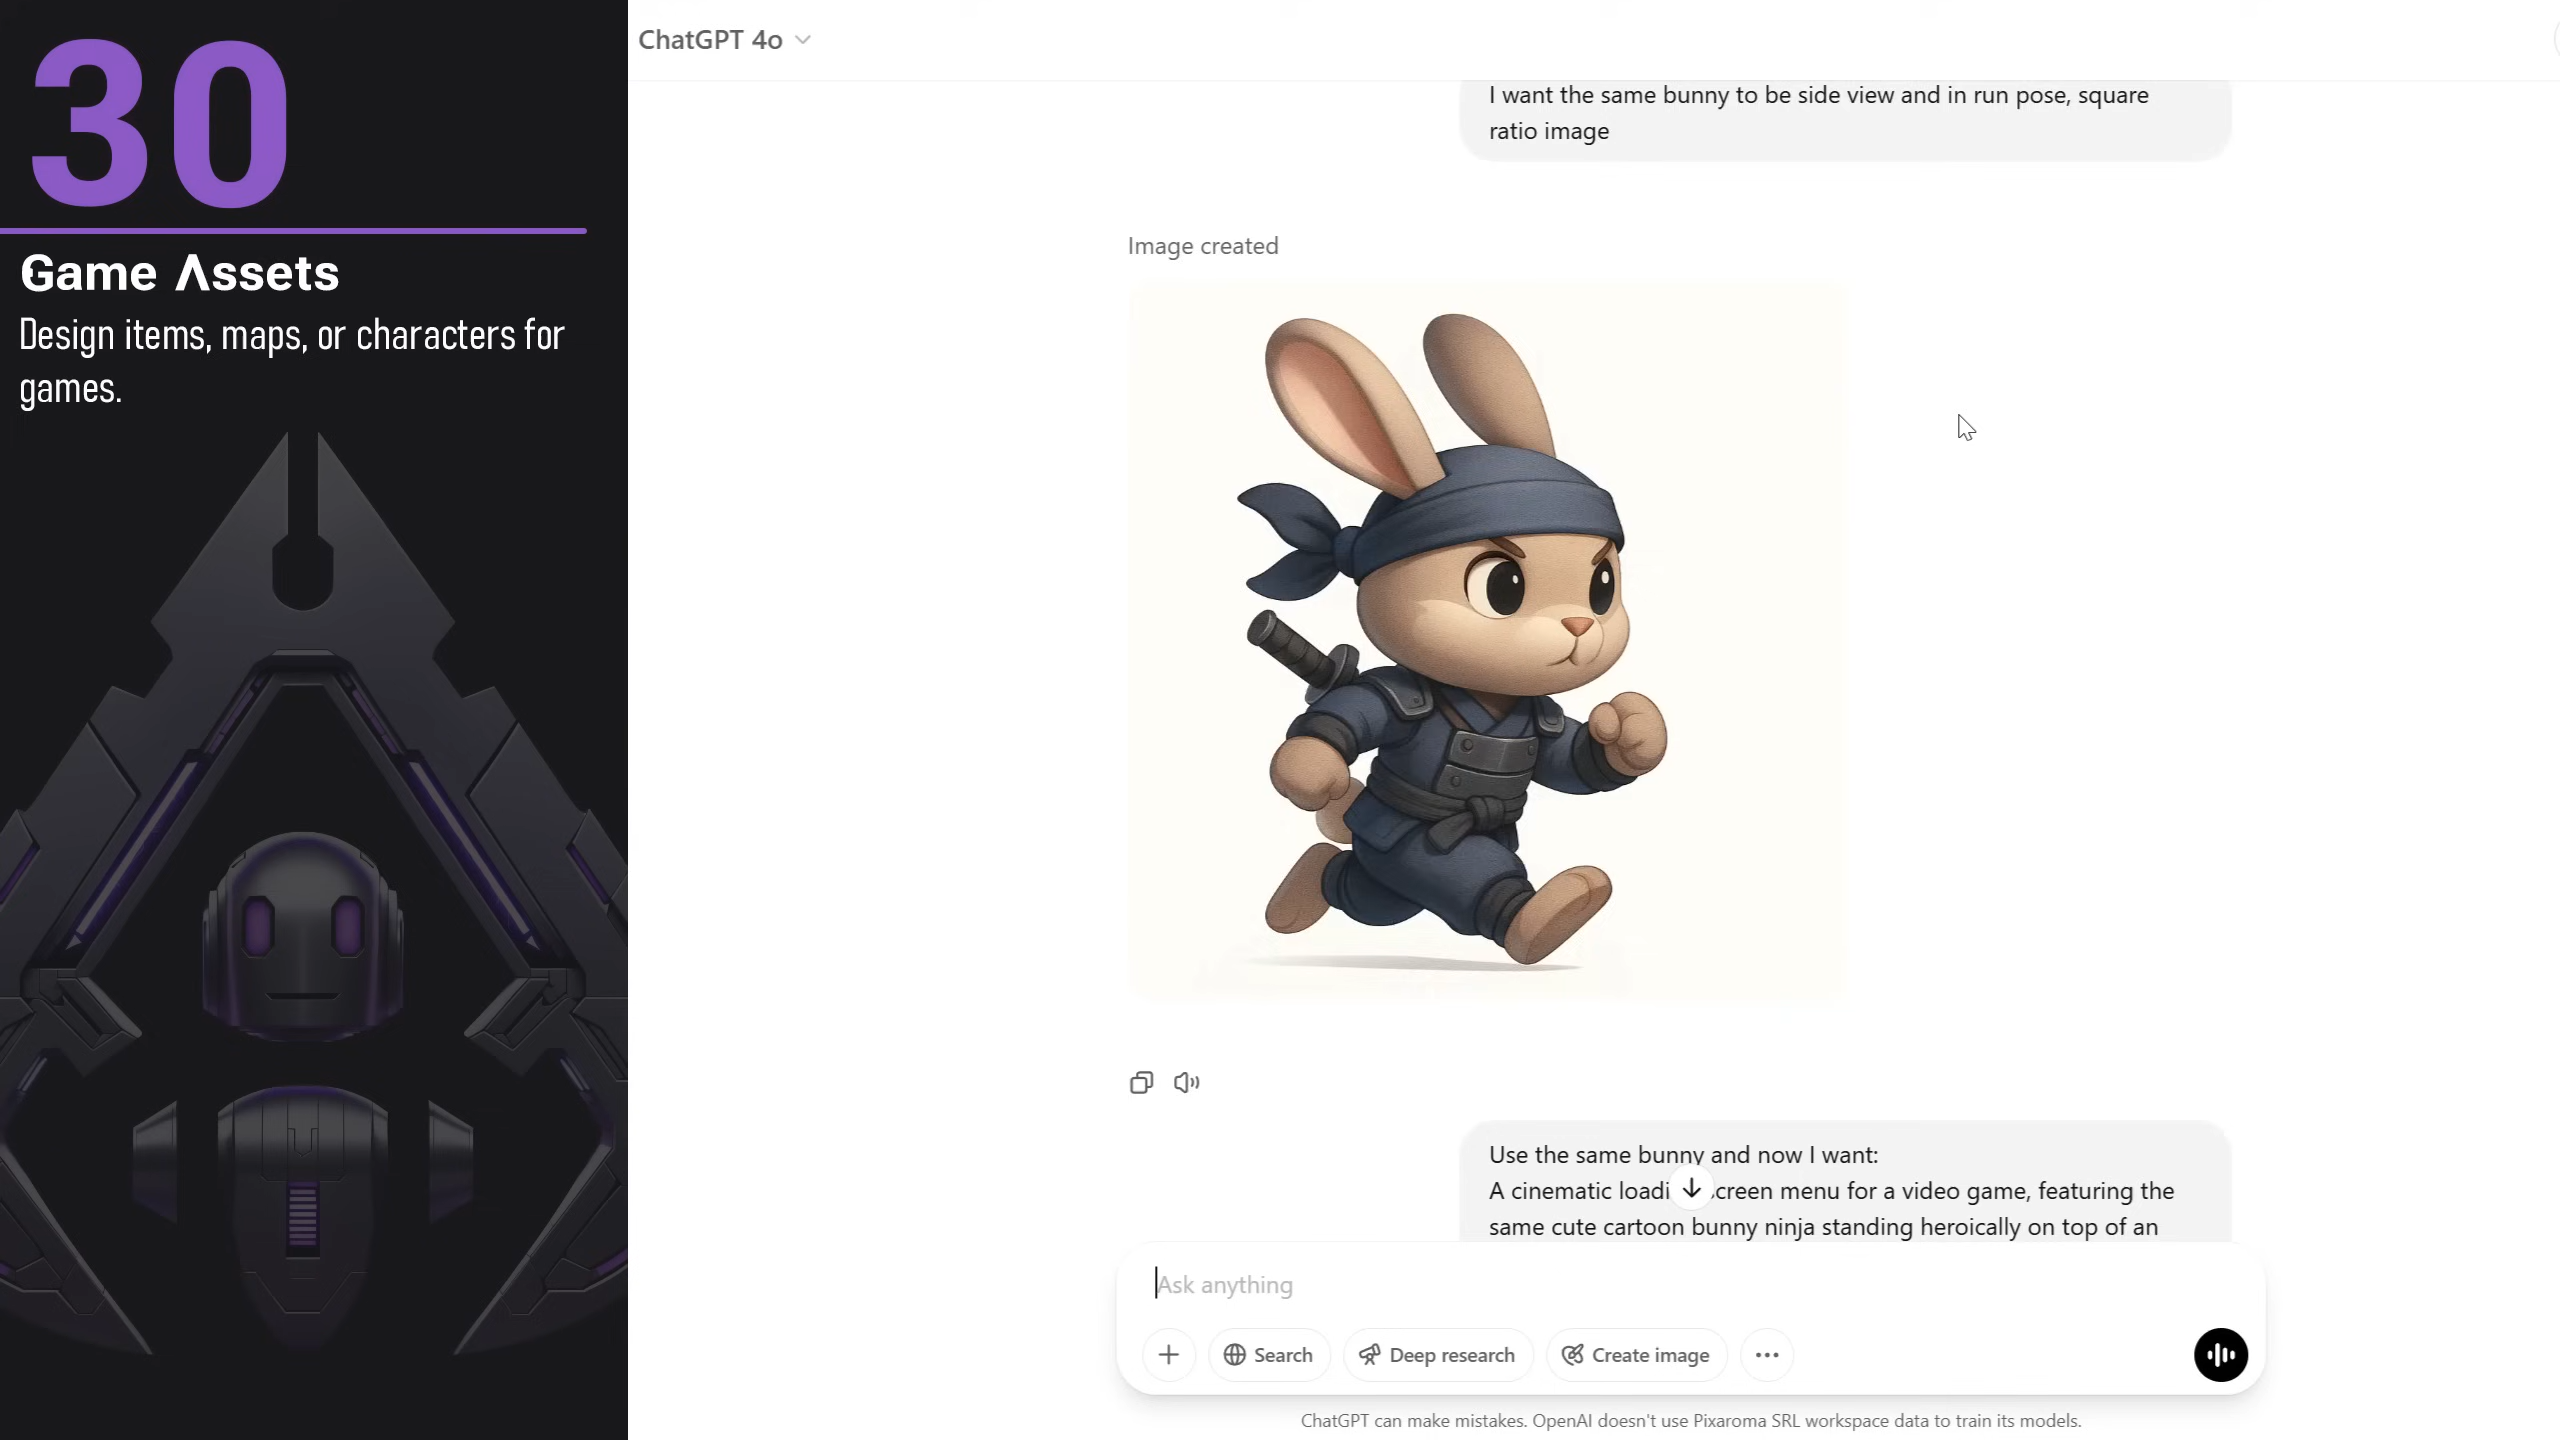 30
Game Assets
Design items, maps, or characters for
games.
ChatGPT 4o
I want the same bunny to be side view and in run pose, square
ratio image
Image created
Use the same bunny and now I want:
A cinematic loadi creen menu for a video game, featuring the
same cute cartoon bunny ninja standing heroically on top of an
Ask anything
Search
Deep research
Create image
ChatGPT can make mistakes. OpenAI doesn't use Pixaroma SRL workspace data to train its models.